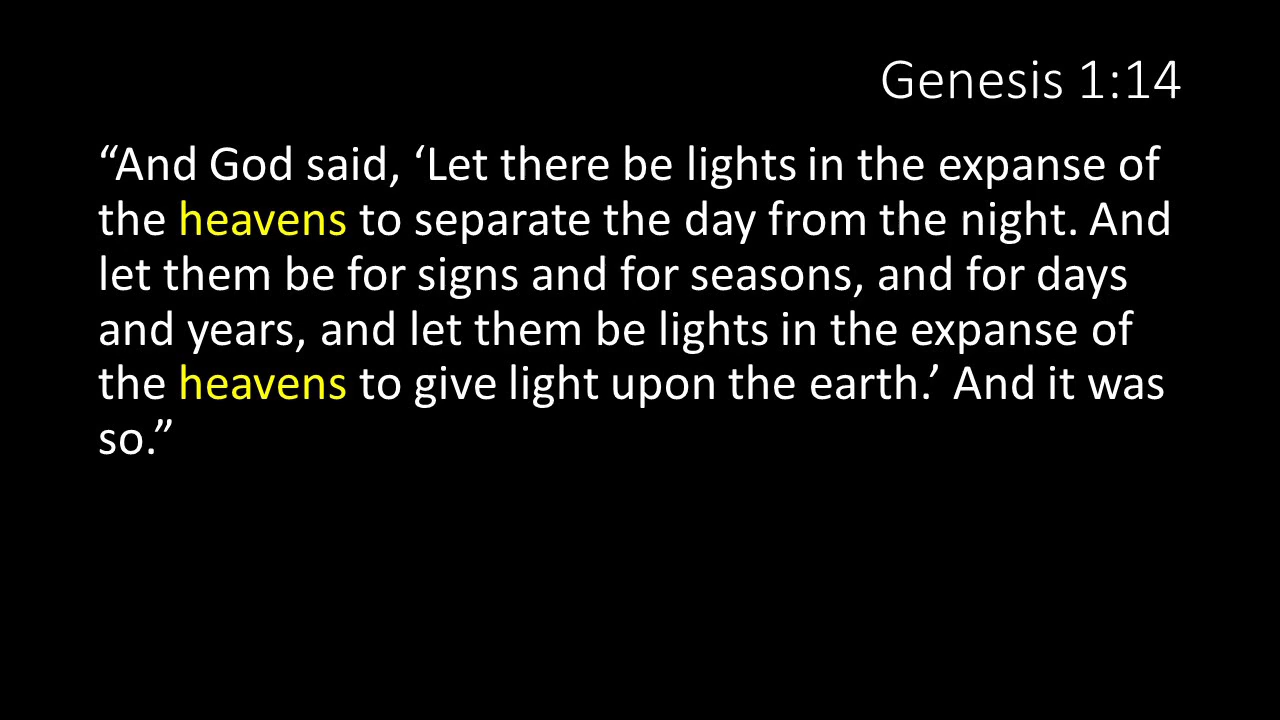 Genesis 1:14
“And God said, ‘Let there be lights in the expanse of
the heavens to separate the day from the night. And
let them be for signs and for seasons, and for days
and years, and let them be lights in the expanse of
the heavens to give light upon the earth.’ And it was
so.”